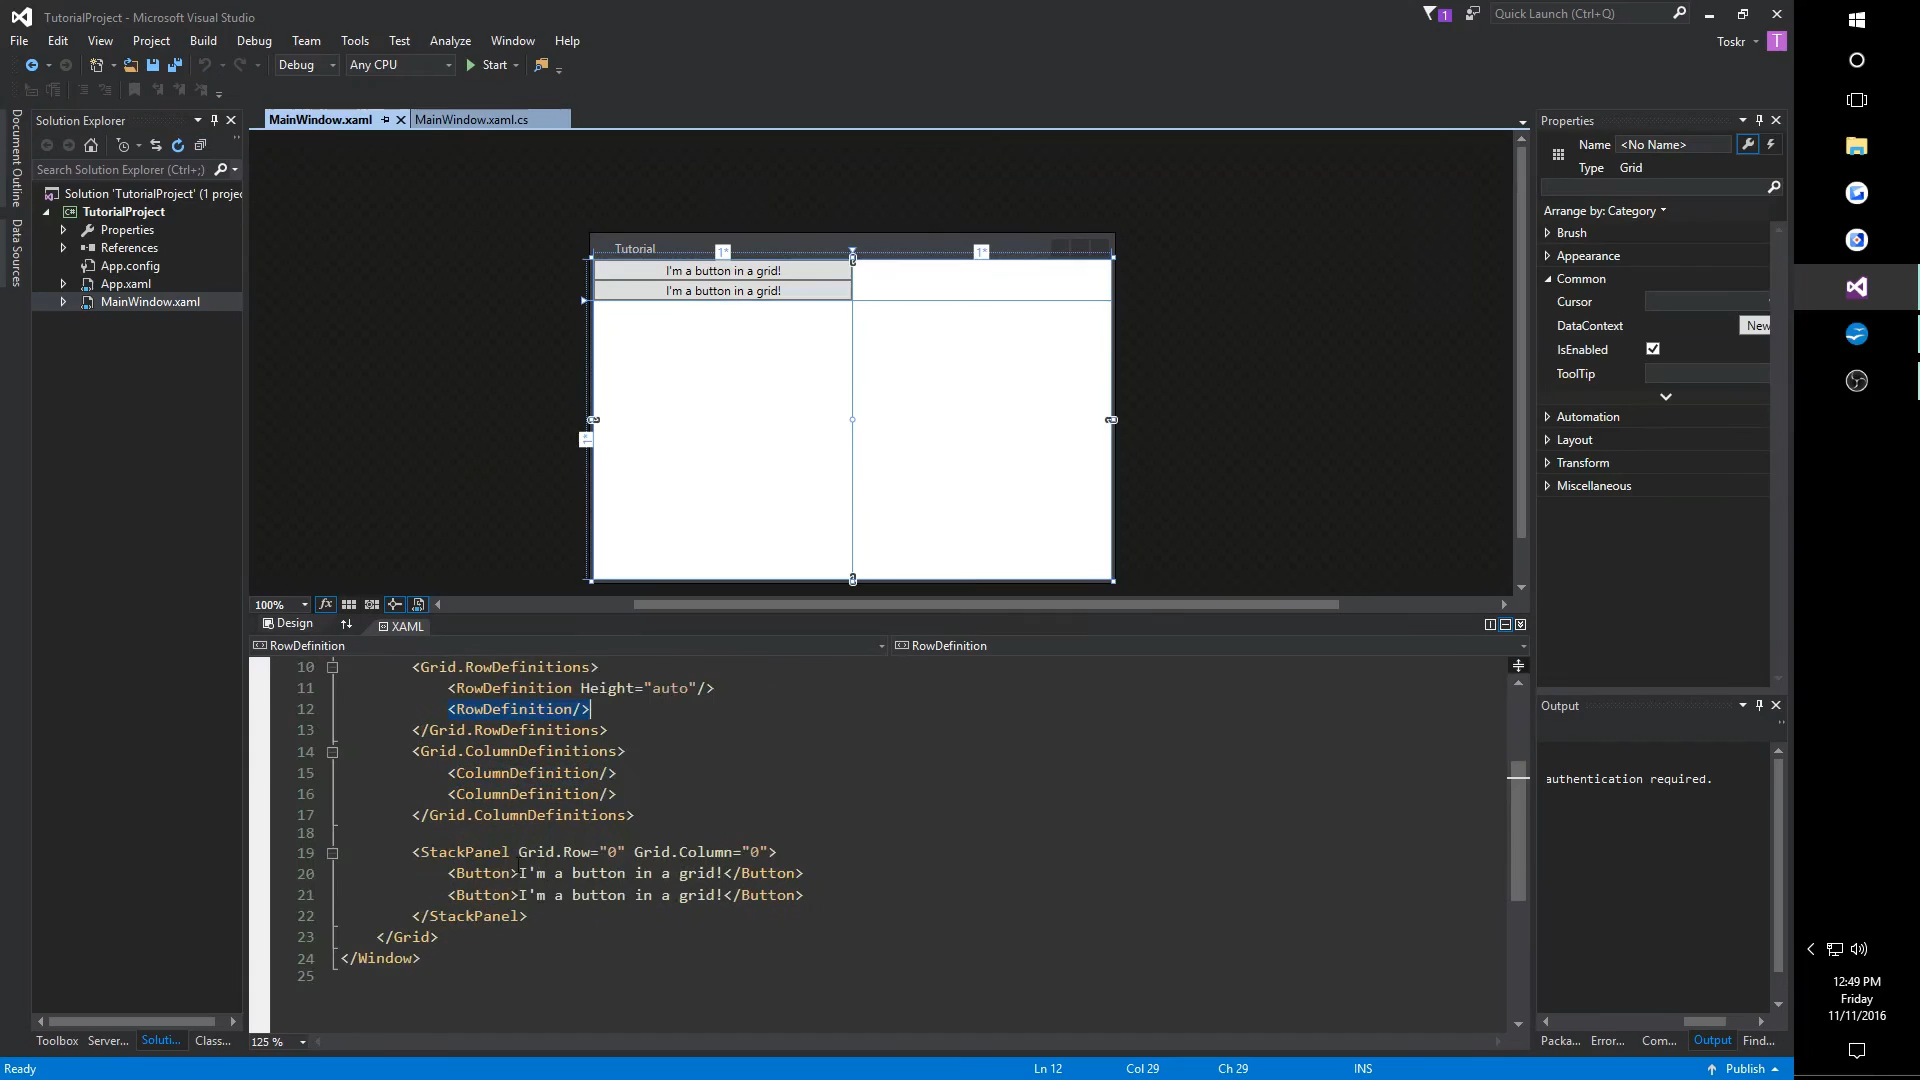 TutorialProject - Microsoft Visual Studio
1
Quick Launch (Ctrl+Q)
File Edit View Project Build Debug Team Tools Test Analyze Window Help
Toskr T
Debug Any CPU Start
Document Outline
Data Sources
Solution Explorer
Search Solution Explorer (Ctrl+;)
Solution 'TutorialProject' (1 projec
C# TutorialProject
Properties
References
App.config
App.xaml
MainWindow.xaml
MainWindow.xaml MainWindow.xaml.cs
Tutorial
1* 1*
I'm a button in a grid!
I'm a button in a grid!
1*
100% fx
Design XAML
RowDefinition RowDefinition
10 <Grid.RowDefinitions>
11 <RowDefinition Height="auto"/>
12 <RowDefinition/>
13 </Grid.RowDefinitions>
14 <Grid.ColumnDefinitions>
15 <ColumnDefinition/>
16 <ColumnDefinition/>
17 </Grid.ColumnDefinitions>
18
19 <StackPanel Grid.Row="0" Grid.Column="0">
20 <Button>I'm a button in a grid!</Button>
21 <Button>I'm a button in a grid!</Button>
22 </StackPanel>
23 </Grid>
24 </Window>
25
125 %
Properties
Name <No Name>
Type Grid
Arrange by: Category
Brush
Appearance
Common
Cursor
DataContext New
IsEnabled
ToolTip
Automation
Layout
Transform
Miscellaneous
Output
authentication required.
Toolbox Server... Soluti... Class...
Packa... Error... Com... Output Find...
Ready Ln 12 Col 29 Ch 29 INS Publish
12:49 PM
Friday
11/11/2016